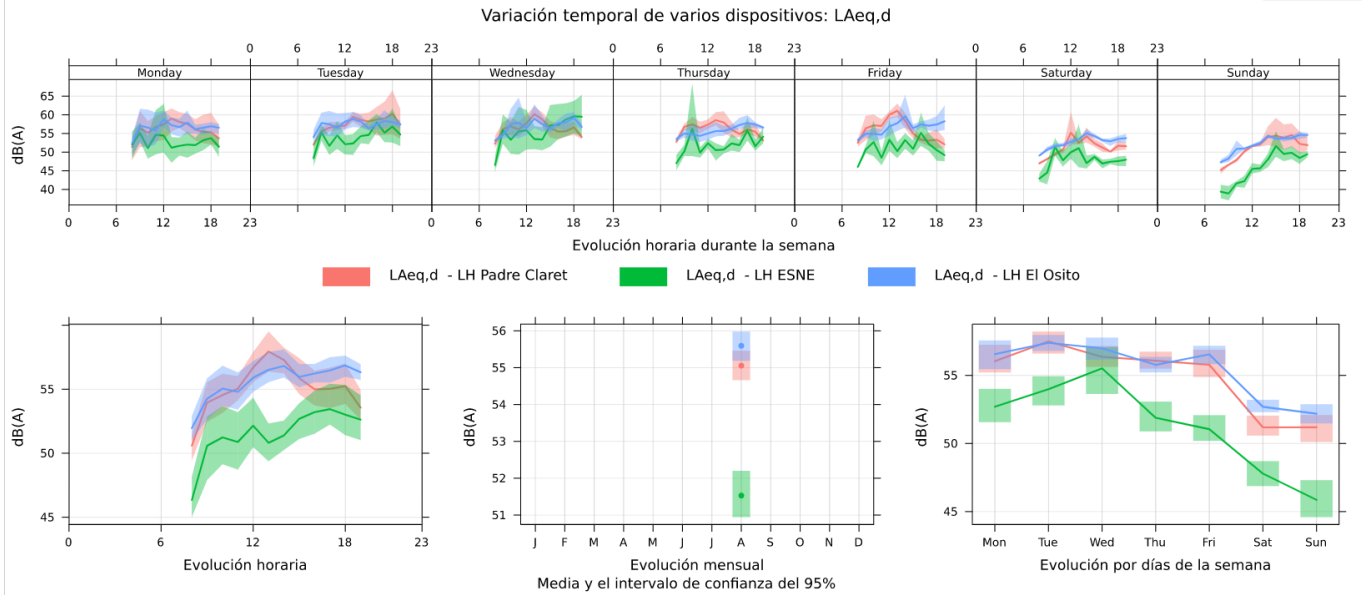 Variación temporal de varios dispositivos: LAeq,d
0 6 12 18 23 0 6 12 18 23 0 6 12 18 23
Monday Tuesday Wednesday Thursday Friday Saturday Sunday
65
60
55
50
45
40
dB(A)
0 6 12 18 23 0 6 12 18 23 0 6 12 18 23 0 6 12 18 23
Evolución horaria durante la semana
LAeq,d - LH Padre Claret LAeq,d - LH ESNE LAeq,d - LH El Osito
55
50
45
dB(A)
0 6 12 18 23
Evolución horaria
56
55
54
53
52
51
dB(A)
J F M A M J J A S O N D
Evolución mensual
Media y el intervalo de confianza del 95%
55
50
45
dB(A)
Mon Tue Wed Thu Fri Sat Sun
Evolución por días de la semana